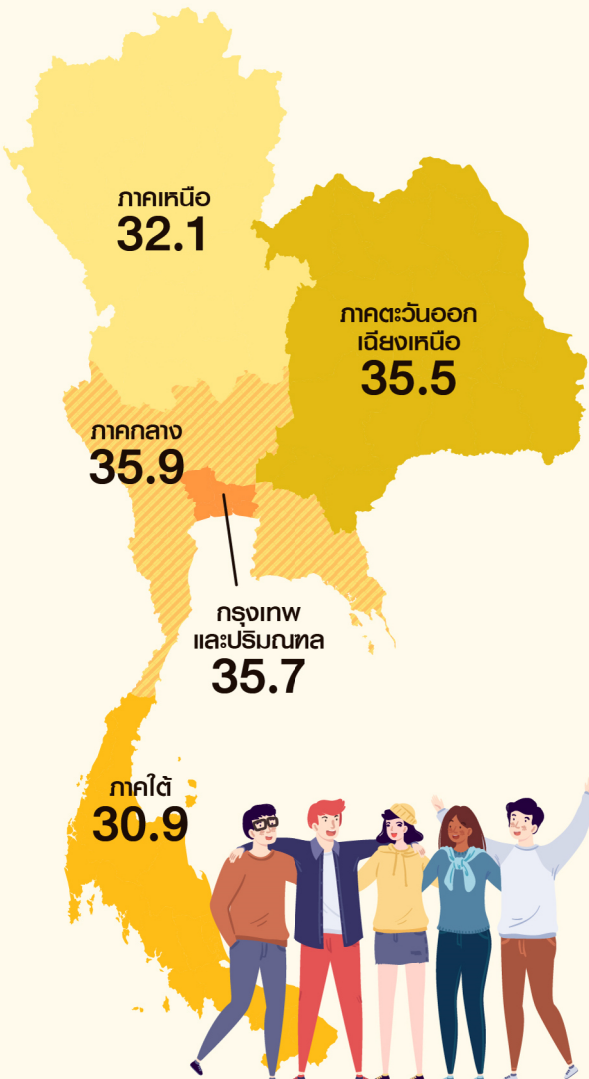 ภาคเหนือ
32.1
ภาคตะวันออก
เฉียงเหนือ
35.5
ภาคกลาง
35.9
กรุงเทพ
และปริมณฑล
35.7
ภาคใต้
30.9